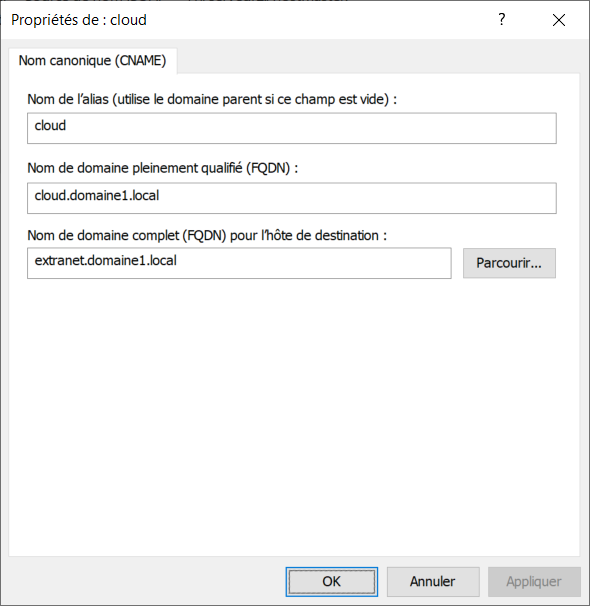 Propriétés de : cloud
?
Nom canonique (CNAME)
Nom de l’alias (utilise le domaine parent si ce champ est vide) :
cloud
Nom de domaine pleinement qualifié (FQDN) :
cloud.domaine1.local
Nom de domaine complet (FQDN) pour l’hôte de destination :
extranet.domaine1.local
Parcourir...
OK
Annuler
Appliquer